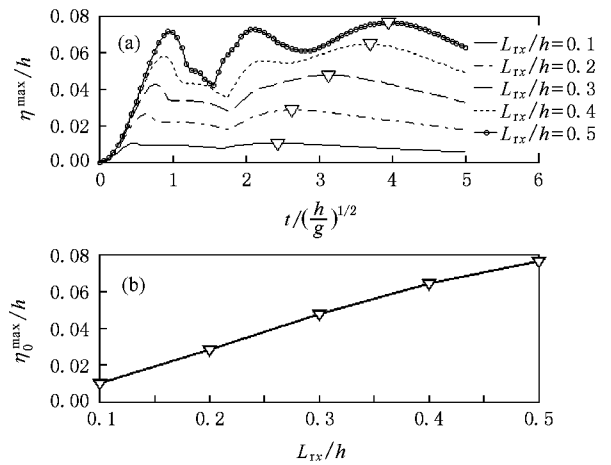 0.08
(a)
0.06
0.04
0.02
0.00
η^max/h
0 1 2 3 4 5 6
t/(h/g)^1/2
L_rx/h=0.1
L_rx/h=0.2
L_rx/h=0.3
L_rx/h=0.4
L_rx/h=0.5
0.08
(b)
0.06
0.04
0.02
0.00
η_0^max/h
0.1 0.2 0.3 0.4 0.5
L_rx/h